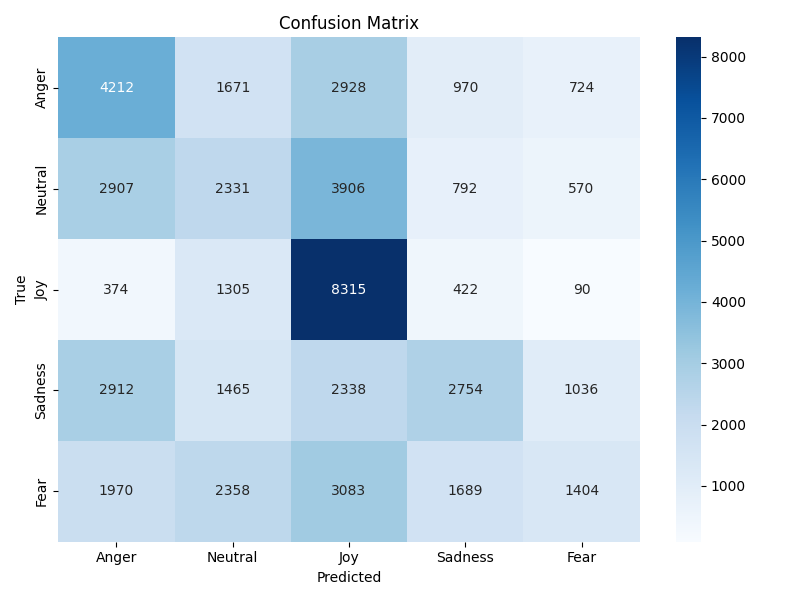 Confusion Matrix
True
Anger 4212 1671 2928 970 724
Neutral 2907 2331 3906 792 570
Joy 374 1305 8315 422 90
Sadness 2912 1465 2338 2754 1036
Fear 1970 2358 3083 1689 1404
Anger Neutral Joy Sadness Fear
Predicted
8000
7000
6000
5000
4000
3000
2000
1000